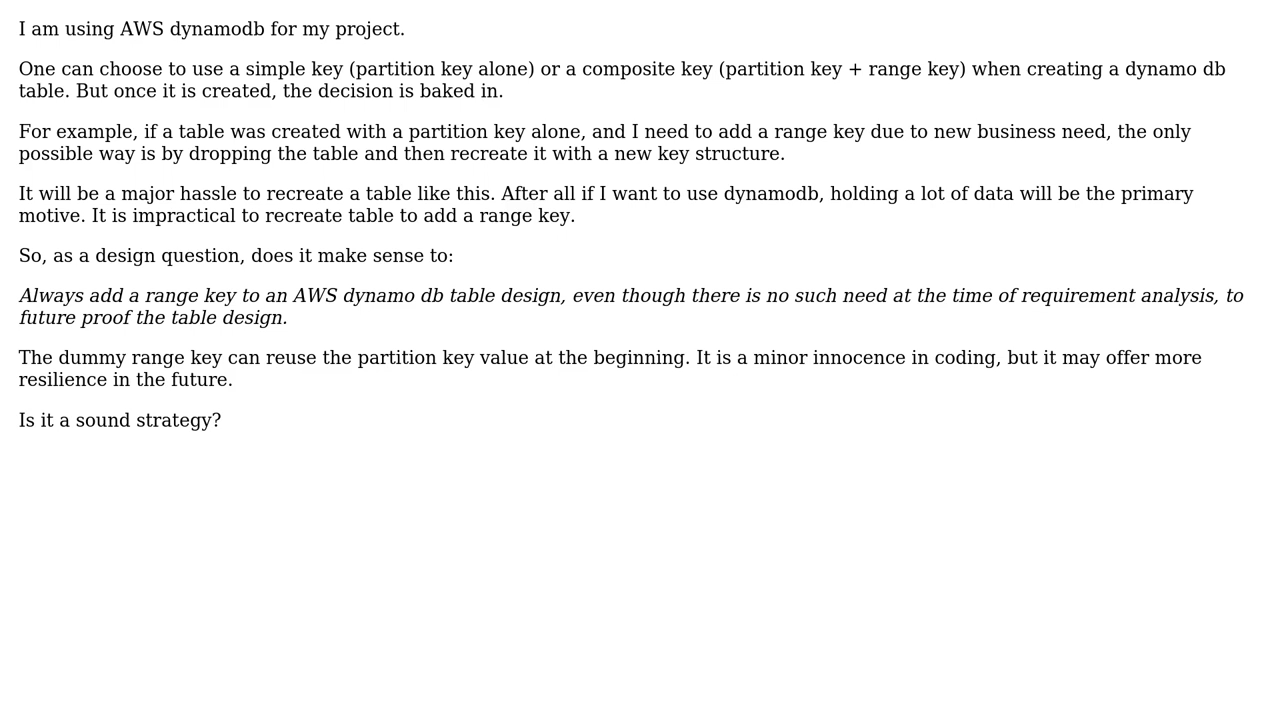 I am using AWS dynamodb for my project.
One can choose to use a simple key (partition key alone) or a composite key (partition key + range key) when creating a dynamo db
table. But once it is created, the decision is baked in.
For example, if a table was created with a partition key alone, and I need to add a range key due to new business need, the only
possible way is by dropping the table and then recreate it with a new key structure.
It will be a major hassle to recreate a table like this. After all if I want to use dynamodb, holding a lot of data will be the primary
motive. It is impractical to recreate table to add a range key.
So, as a design question, does it make sense to:
Always add a range key to an AWS dynamo db table design, even though there is no such need at the time of requirement analysis, to
future proof the table design.
The dummy range key can reuse the partition key value at the beginning. It is a minor innocence in coding, but it may offer more
resilience in the future.
Is it a sound strategy?